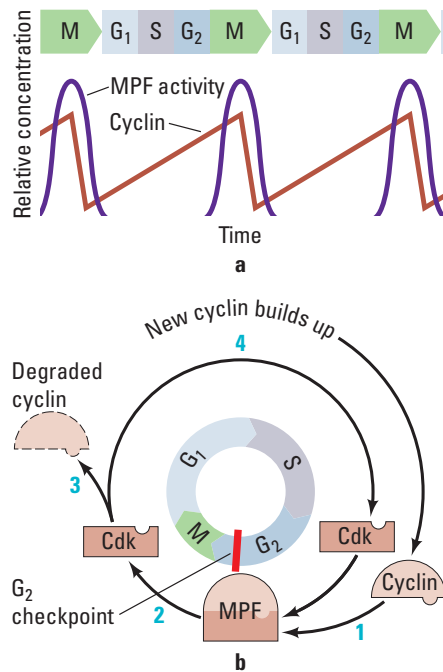 M G₁ S G₂ M G₁ S G₂ M
Relative concentration
MPF activity
Cyclin
Time
a
New cyclin builds up
4
Degraded
cyclin
3
G₁
S
M
G₂
Cdk
Cdk
Cyclin
G₂
checkpoint
2
MPF
1
b